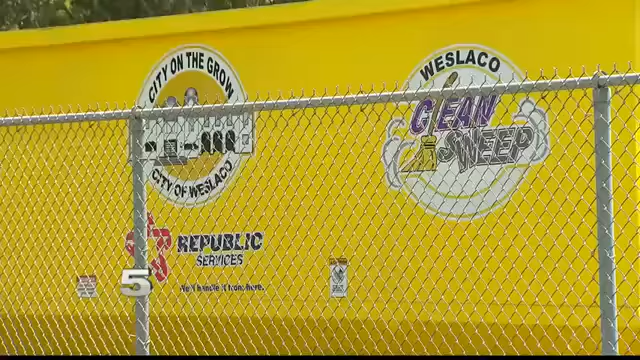 CITY ON THE GROW
CITY OF WESLACO
WESLACO
CLEAN
SWEEP
REPUBLIC
SERVICES
We'll handle it from here.
5